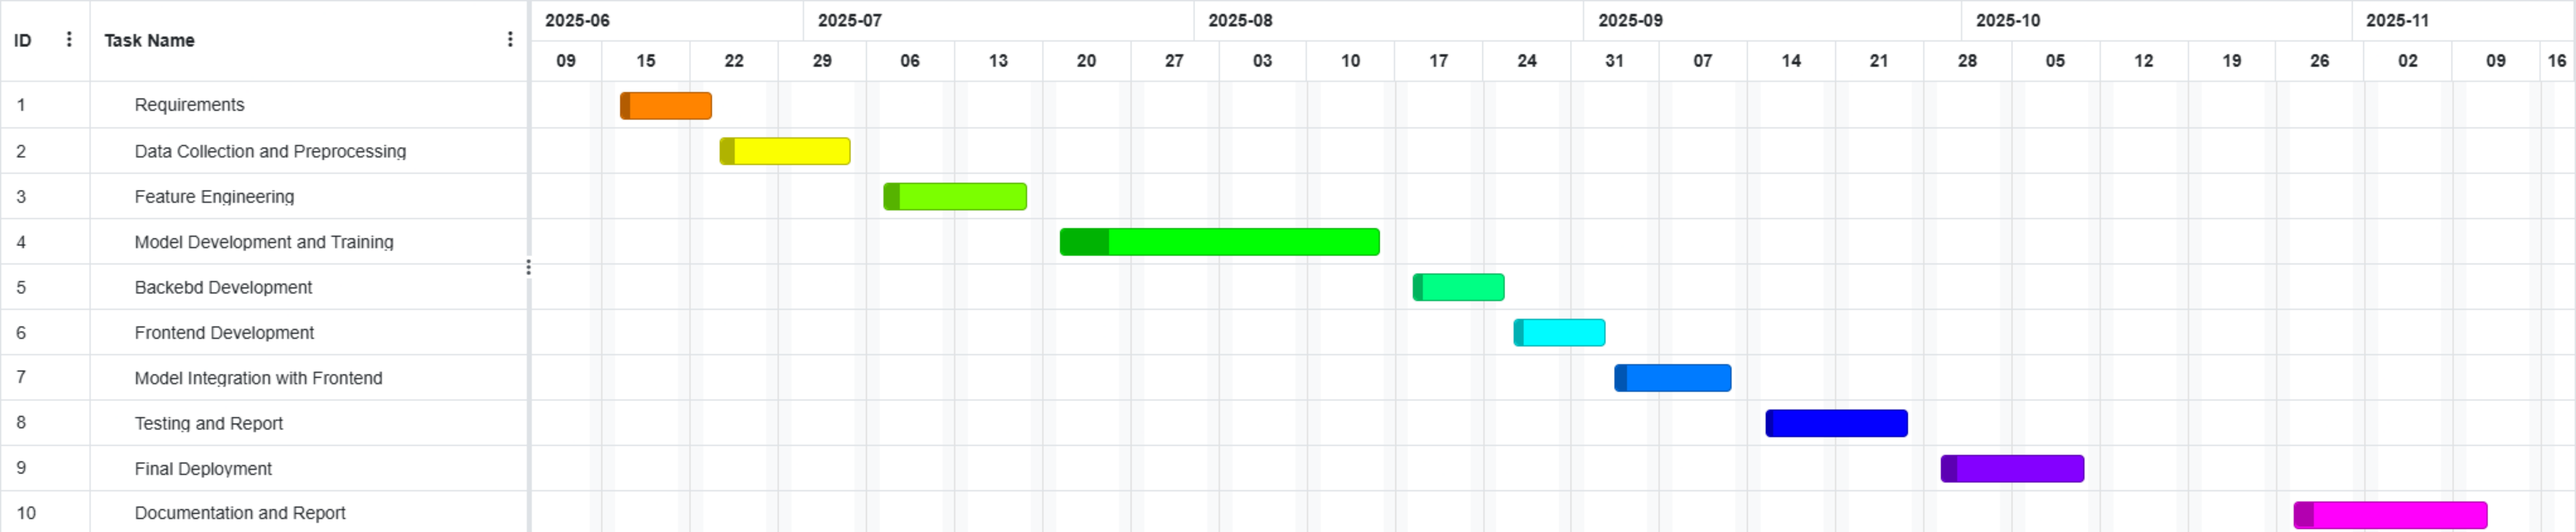 ID Task Name 2025-06 2025-07 2025-08 2025-09 2025-10 2025-11
09 15 22 29 06 13 20 27 03 10 17 24 31 07 14 21 28 05 12 19 26 02 09 16
1 Requirements
2 Data Collection and Preprocessing
3 Feature Engineering
4 Model Development and Training
5 Backebd Development
6 Frontend Development
7 Model Integration with Frontend
8 Testing and Report
9 Final Deployment
10 Documentation and Report